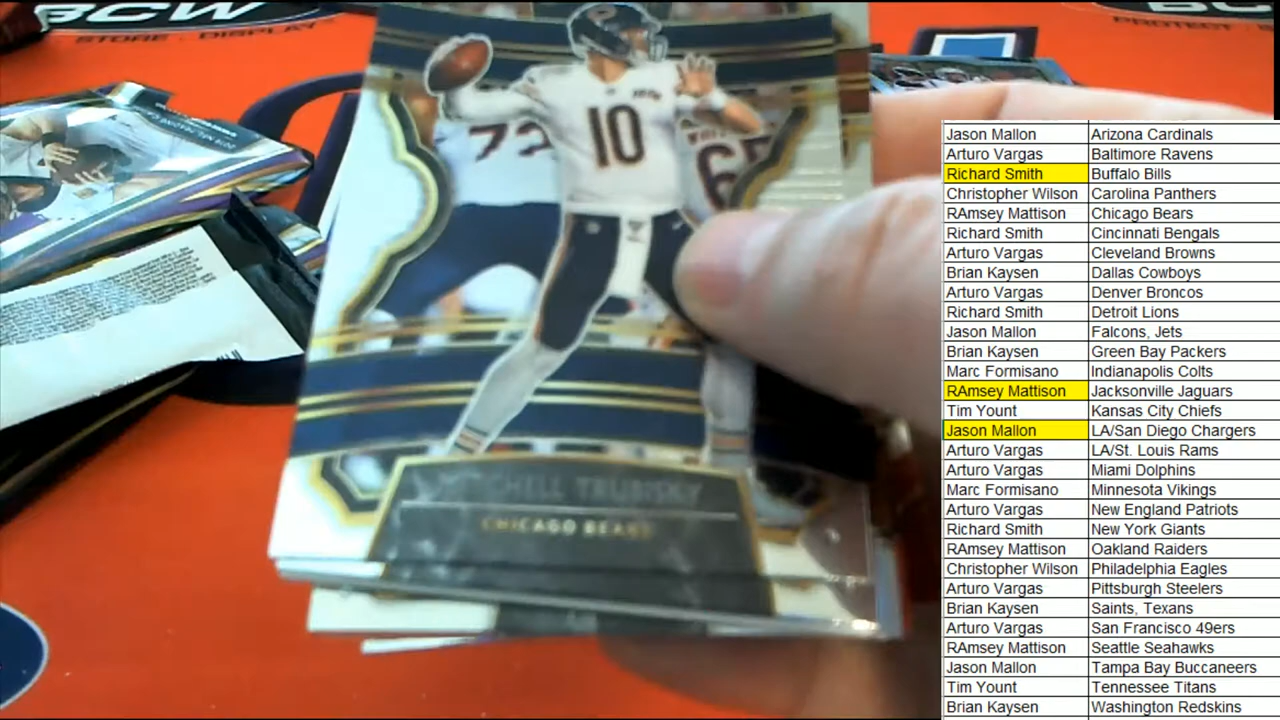 BCW
STORE · DISPLAY
PROTECT
10
73
65
MITCHELL TRUBISKY
CHICAGO BEARS
Jason Mallon Arizona Cardinals
Arturo Vargas Baltimore Ravens
Richard Smith Buffalo Bills
Christopher Wilson Carolina Panthers
RAmsey Mattison Chicago Bears
Richard Smith Cincinnati Bengals
Arturo Vargas Cleveland Browns
Brian Kaysen Dallas Cowboys
Arturo Vargas Denver Broncos
Richard Smith Detroit Lions
Jason Mallon Falcons, Jets
Brian Kaysen Green Bay Packers
Marc Formisano Indianapolis Colts
RAmsey Mattison Jacksonville Jaguars
Tim Yount Kansas City Chiefs
Jason Mallon LA/San Diego Chargers
Arturo Vargas LA/St. Louis Rams
Arturo Vargas Miami Dolphins
Marc Formisano Minnesota Vikings
Arturo Vargas New England Patriots
Richard Smith New York Giants
RAmsey Mattison Oakland Raiders
Christopher Wilson Philadelphia Eagles
Arturo Vargas Pittsburgh Steelers
Brian Kaysen Saints, Texans
Arturo Vargas San Francisco 49ers
RAmsey Mattison Seattle Seahawks
Jason Mallon Tampa Bay Buccaneers
Tim Yount Tennessee Titans
Brian Kaysen Washington Redskins